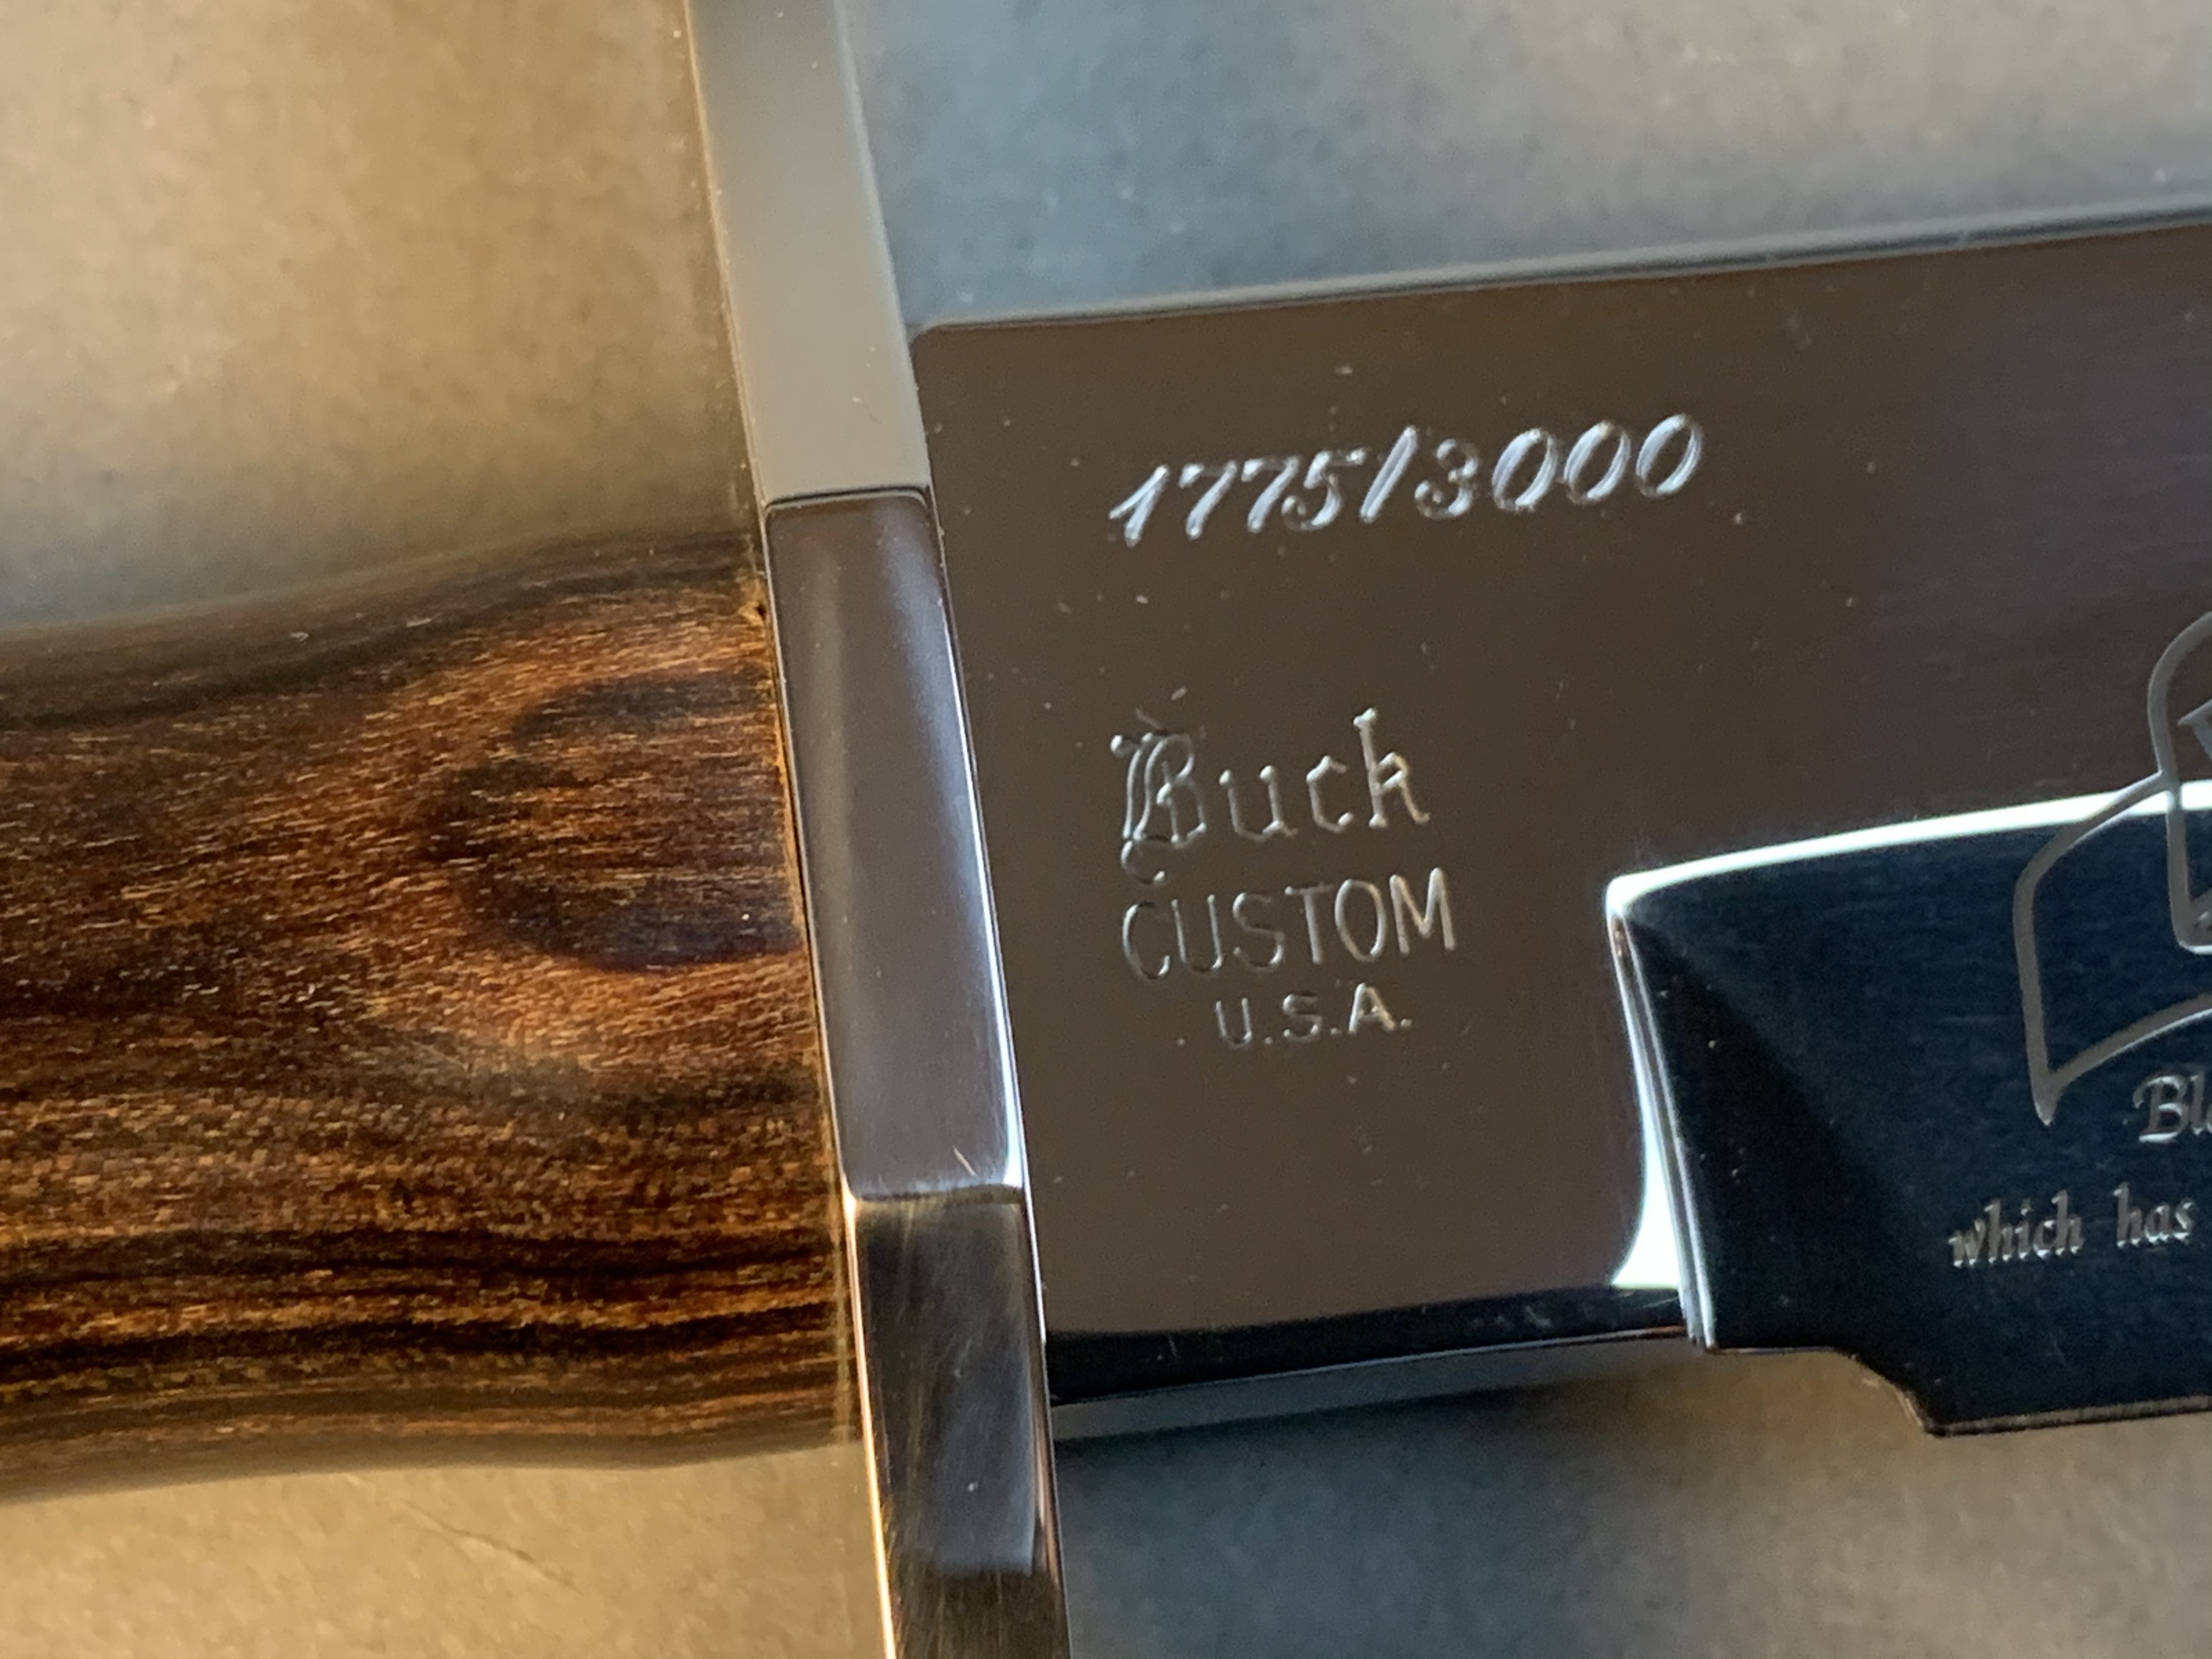 1775/3000
Buck
CUSTOM
U.S.A.
which has